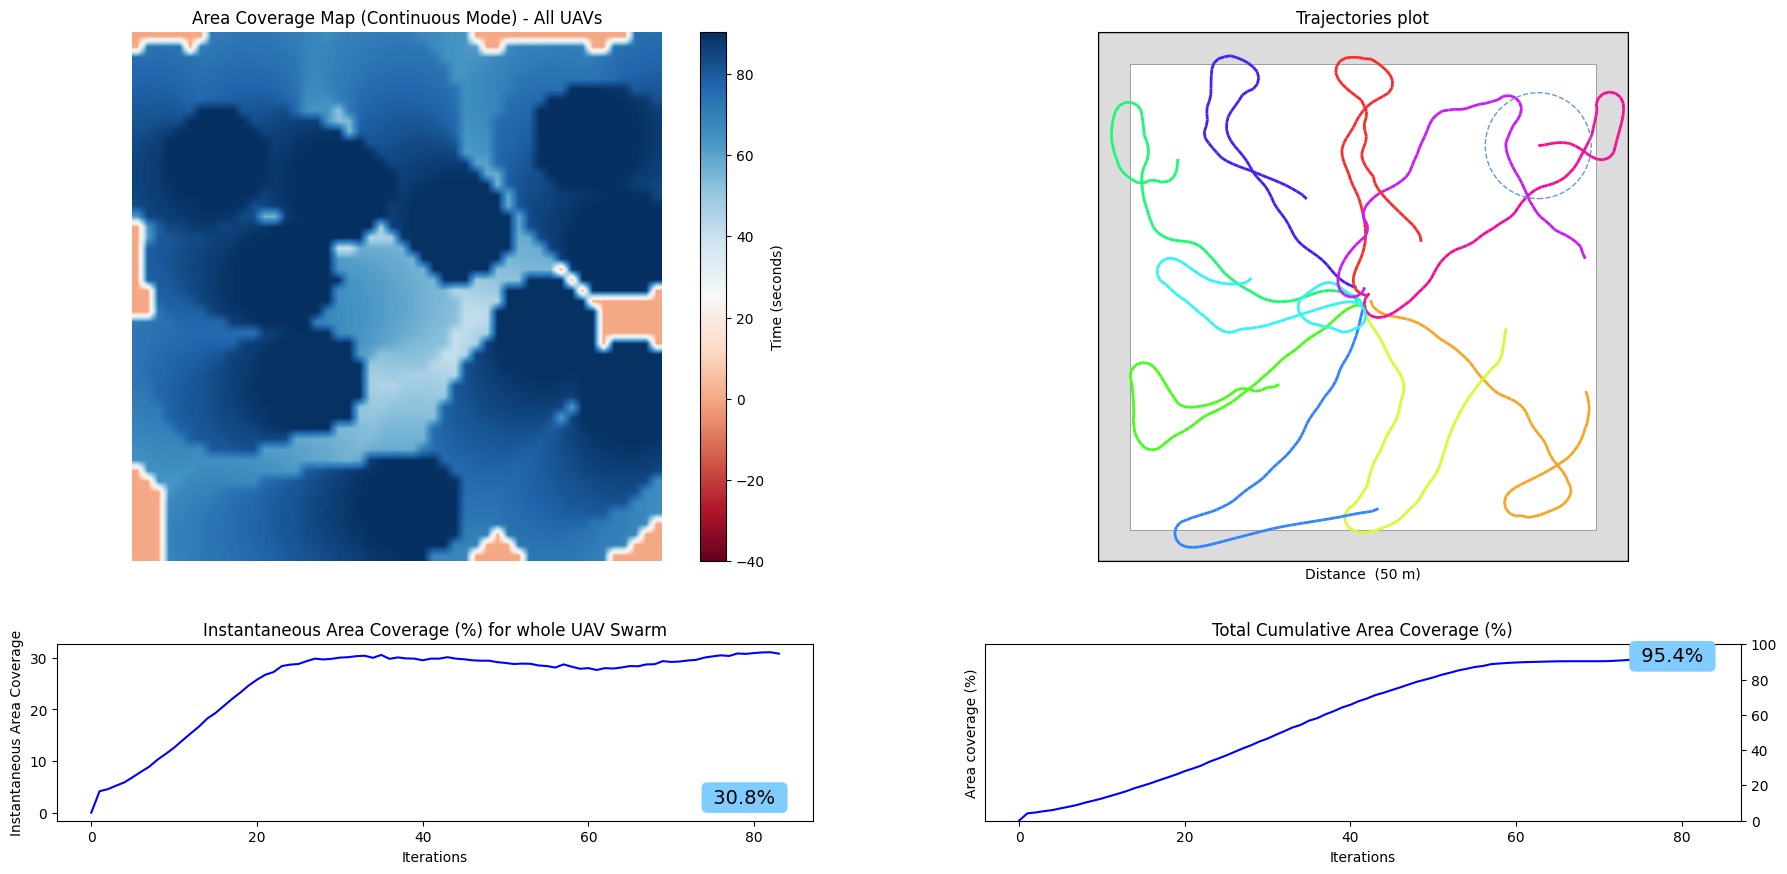 Area Coverage Map (Continuous Mode) - All UAVs
80
60
40
20
0
−20
−40
Time (seconds)
Trajectories plot
Distance  (50 m)
Instantaneous Area Coverage (%) for whole UAV Swarm
Instantaneous Area Coverage
30
20
10
0
30.8%
0 20 40 60 80
Iterations
Total Cumulative Area Coverage (%)
Area coverage (%)
95.4%
100
80
60
40
20
0
0 20 40 60 80
Iterations